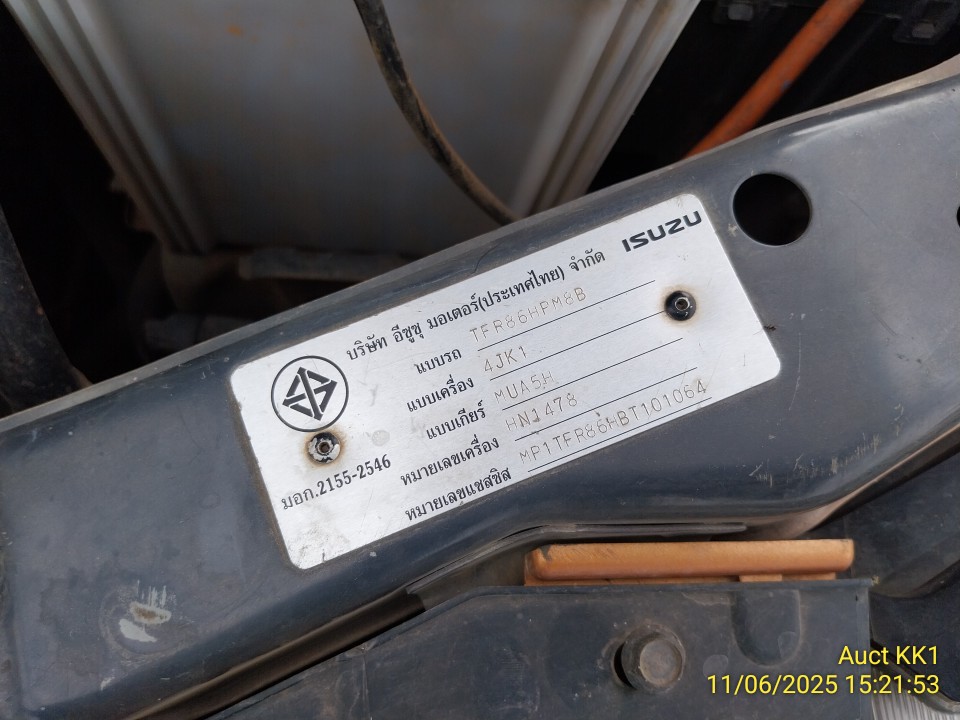 ISUZU
บริษัท อีซูซุ มอเตอร์(ประเทศไทย) จำกัด
แบบรถ TFR86HPM8B
แบบเครื่อง 4JK1
แบบเกียร์ MUA5H
หมายเลขเครื่อง HN1478
หมายเลขแชสซิส MP1TFR86HBT101064
มอก.2155-2546
Auct KK1
11/06/2025 15:21:53